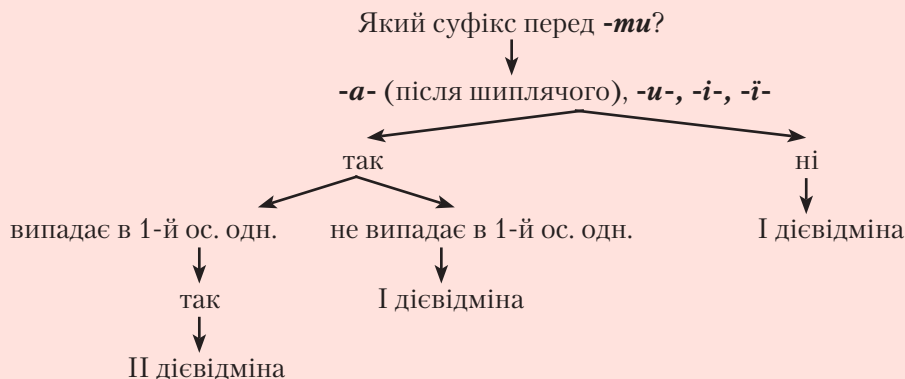 Який суфікс перед -ти?
-а- (після шиплячого), -и-, -і-, -ї-
так ні
випадає в 1-й ос. одн. не випадає в 1-й ос. одн. І дієвідміна
так І дієвідміна
ІІ дієвідміна